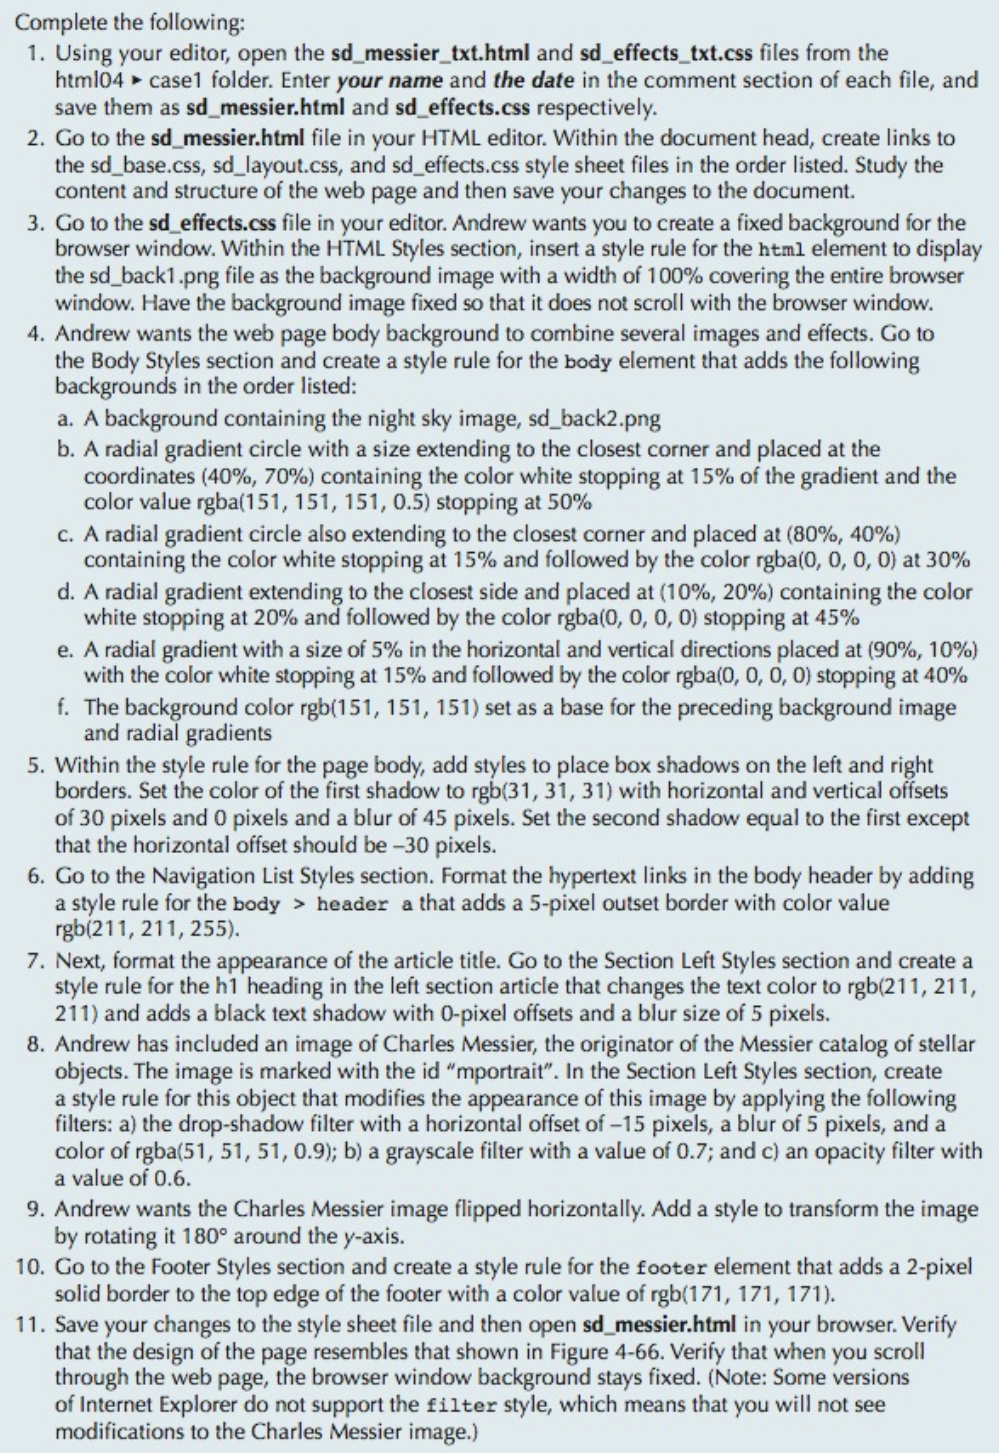 Complete the following:
1. Using your editor, open the sd_messier_txt.html and sd_effects_txt.css files from the
html04 ▸ case1 folder. Enter your name and the date in the comment section of each file, and
save them as sd_messier.html and sd_effects.css respectively.
2. Go to the sd_messier.html file in your HTML editor. Within the document head, create links to
the sd_base.css, sd_layout.css, and sd_effects.css style sheet files in the order listed. Study the
content and structure of the web page and then save your changes to the document.
3. Go to the sd_effects.css file in your editor. Andrew wants you to create a fixed background for the
browser window. Within the HTML Styles section, insert a style rule for the html element to display
the sd_back1.png file as the background image with a width of 100% covering the entire browser
window. Have the background image fixed so that it does not scroll with the browser window.
4. Andrew wants the web page body background to combine several images and effects. Go to
the Body Styles section and create a style rule for the body element that adds the following
backgrounds in the order listed:
a. A background containing the night sky image, sd_back2.png
b. A radial gradient circle with a size extending to the closest corner and placed at the
coordinates (40%, 70%) containing the color white stopping at 15% of the gradient and the
color value rgba(151, 151, 151, 0.5) stopping at 50%
c. A radial gradient circle also extending to the closest corner and placed at (80%, 40%)
containing the color white stopping at 15% and followed by the color rgba(0, 0, 0, 0) at 30%
d. A radial gradient extending to the closest side and placed at (10%, 20%) containing the color
white stopping at 20% and followed by the color rgba(0, 0, 0, 0) stopping at 45%
e. A radial gradient with a size of 5% in the horizontal and vertical directions placed at (90%, 10%)
with the color white stopping at 15% and followed by the color rgba(0, 0, 0, 0) stopping at 40%
f. The background color rgb(151, 151, 151) set as a base for the preceding background image
and radial gradients
5. Within the style rule for the page body, add styles to place box shadows on the left and right
borders. Set the color of the first shadow to rgb(31, 31, 31) with horizontal and vertical offsets
of 30 pixels and 0 pixels and a blur of 45 pixels. Set the second shadow equal to the first except
that the horizontal offset should be –30 pixels.
6. Go to the Navigation List Styles section. Format the hypertext links in the body header by adding
a style rule for the body > header a that adds a 5-pixel outset border with color value
rgb(211, 211, 255).
7. Next, format the appearance of the article title. Go to the Section Left Styles section and create a
style rule for the h1 heading in the left section article that changes the text color to rgb(211, 211,
211) and adds a black text shadow with 0-pixel offsets and a blur size of 5 pixels.
8. Andrew has included an image of Charles Messier, the originator of the Messier catalog of stellar
objects. The image is marked with the id “mportrait”. In the Section Left Styles section, create
a style rule for this object that modifies the appearance of this image by applying the following
filters: a) the drop-shadow filter with a horizontal offset of –15 pixels, a blur of 5 pixels, and a
color of rgba(51, 51, 51, 0.9); b) a grayscale filter with a value of 0.7; and c) an opacity filter with
a value of 0.6.
9. Andrew wants the Charles Messier image flipped horizontally. Add a style to transform the image
by rotating it 180° around the y-axis.
10. Go to the Footer Styles section and create a style rule for the footer element that adds a 2-pixel
solid border to the top edge of the footer with a color value of rgb(171, 171, 171).
11. Save your changes to the style sheet file and then open sd_messier.html in your browser. Verify
that the design of the page resembles that shown in Figure 4-66. Verify that when you scroll
through the web page, the browser window background stays fixed. (Note: Some versions
of Internet Explorer do not support the filter style, which means that you will not see
modifications to the Charles Messier image.)